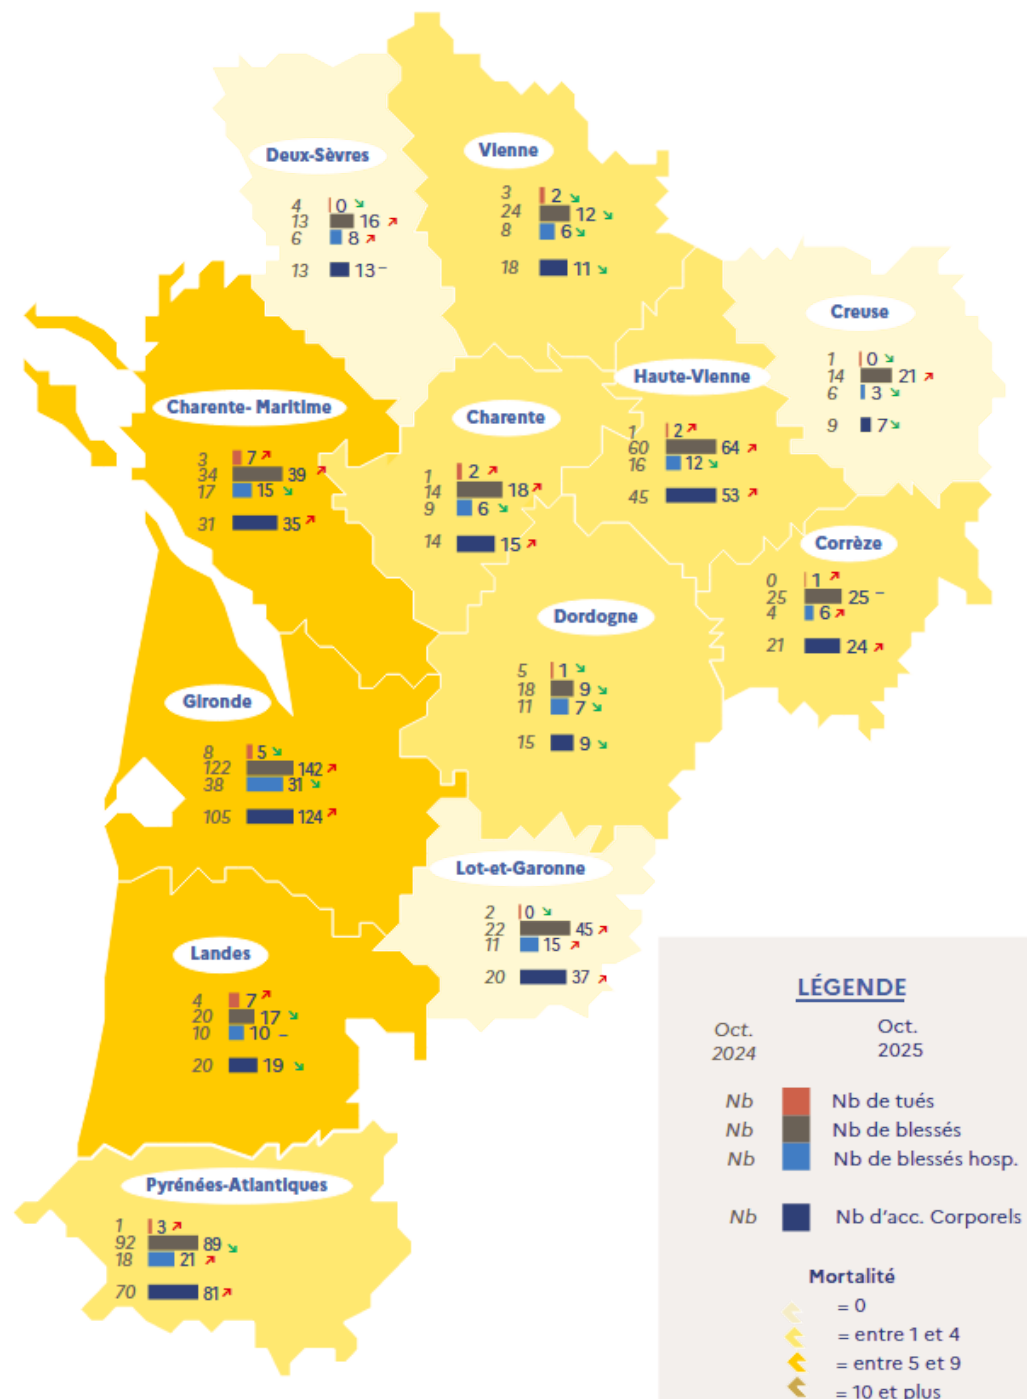 Deux-Sèvres
4 0 ↘
13 16 ↗
6 8 ↗
13 13 –
Vienne
3 2 ↘
24 12 ↘
8 6 ↘
18 11 ↘
Creuse
1 0 ↘
14 21 ↗
6 3 ↘
9 7 ↘
Haute-Vienne
1 2 ↗
60 64 ↗
16 12 ↘
45 53 ↗
Charente- Maritime
3 7 ↗
34 39 ↗
17 15 ↘
31 35 ↗
Charente
1 2 ↗
14 18 ↗
9 6 ↘
14 15 ↗
Corrèze
0 1 ↗
25 25 –
4 6 ↗
21 24 ↗
Dordogne
5 1 ↘
18 9 ↘
11 7 ↘
15 9 ↘
Gironde
8 5 ↘
122 142 ↗
38 31 ↘
105 124 ↗
Lot-et-Garonne
2 0 ↘
22 45 ↗
11 15 ↗
20 37 ↗
Landes
4 7 ↗
20 17 ↘
10 10 –
20 19 ↘
Pyrénées-Atlantiques
1 3 ↗
92 89 ↘
18 21 ↗
70 81 ↗
LÉGENDE
Oct. 2024
Oct. 2025
Nb Nb de tués
Nb Nb de blessés
Nb Nb de blessés hosp.
Nb Nb d'acc. Corporels
Mortalité
= 0
= entre 1 et 4
= entre 5 et 9
= 10 et plus